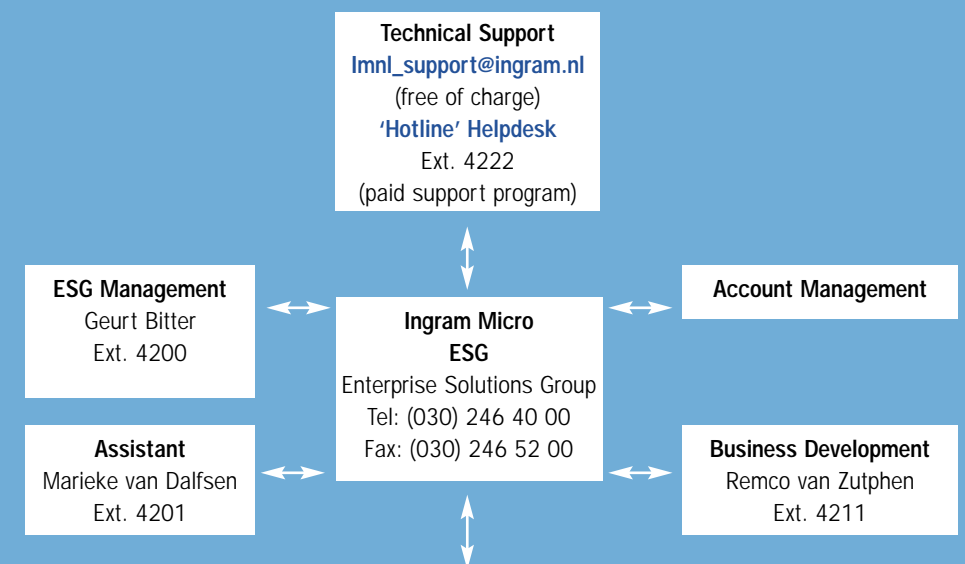 Technical Support
Imnl_support@ingram.nl
(free of charge)
‘Hotline’ Helpdesk
Ext. 4222
(paid support program)
ESG Management
Geurt Bitter
Ext. 4200
Ingram Micro
ESG
Enterprise Solutions Group
Tel: (030) 246 40 00
Fax: (030) 246 52 00
Account Management
Assistant
Marieke van Dalfsen
Ext. 4201
Business Development
Remco van Zutphen
Ext. 4211